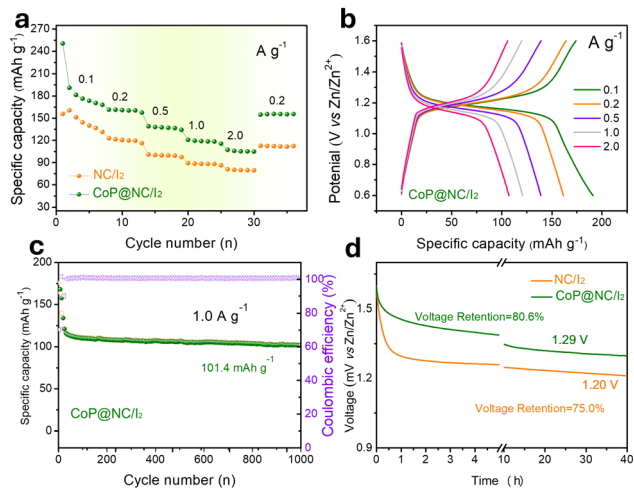 a
A g-1
270
240
210
180
150
120
90
60
30
0.1
0.2
0.5
1.0
2.0
0.2
NC/I2
CoP@NC/I2
0 5 10 15 20 25 30 35
Cycle number (n)
Specific capacity (mAh g-1)
b
A g-1
1.6
1.4
1.2
1.0
0.8
0.6
0.1
0.2
0.5
1.0
2.0
CoP@NC/I2
0 50 100 150 200
Specific capacity (mAh g-1)
Potenial (V vs Zn/Zn2+)
c
200
150
100
50
0
1.0 A g-1
101.4 mAh g-1
CoP@NC/I2
100
80
60
40
20
0
0 200 400 600 800 1000
Cycle number (n)
Specific capacity (mAh g-1)
Coulombic efficiency (%)
d
NC/I2
CoP@NC/I2
Voltage Retention=80.6%
1.29 V
1.20 V
Voltage Retention=75.0%
1.5
1.2
0.9
0 1 2 3 4 5 10 20 30 40
Time ( h)
Voltage (mV vs Zn/Zn2+)